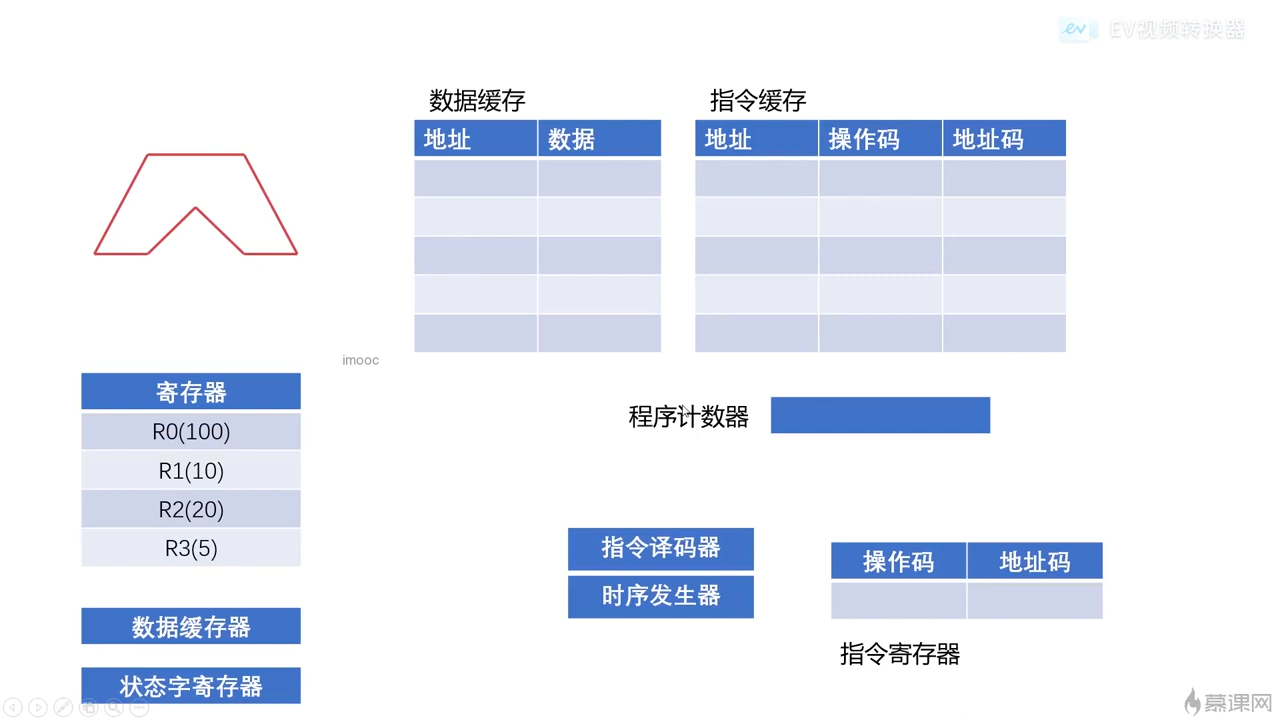 EV视频转换器
数据缓存
地址 数据
指令缓存
地址 操作码 地址码
imooc
寄存器
R0(100)
R1(10)
R2(20)
R3(5)
程序计数器
指令译码器
时序发生器
操作码 地址码
指令寄存器
数据缓存器
状态字寄存器
慕课网